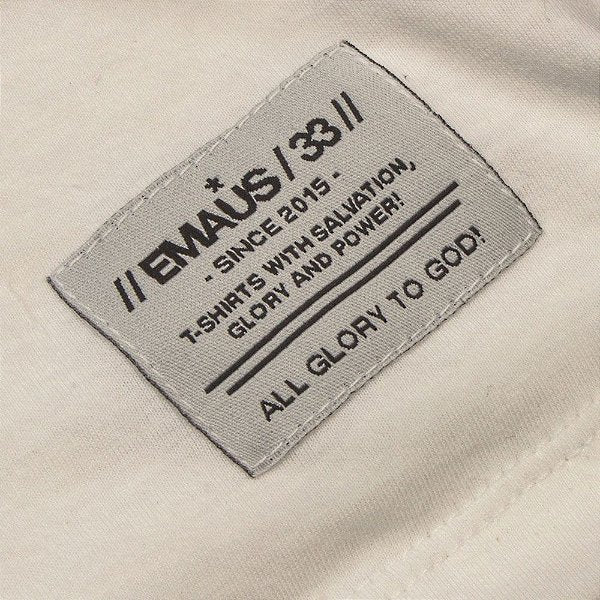 // EMAUS / 33 //
- SINCE 2015 -
T-SHIRTS WITH SALVATION,
GLORY AND POWER!
ALL GLORY TO GOD!